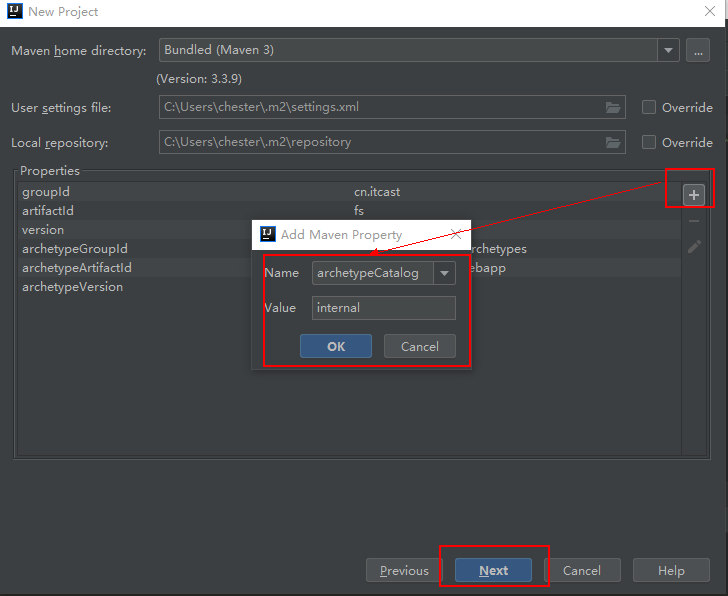 New Project
Maven home directory:
Bundled (Maven 3)
...
(Version: 3.3.9)
User settings file:
C:\Users\chester\.m2\settings.xml
Override
Local repository:
C:\Users\chester\.m2\repository
Override
Properties
groupId
cn.itcast
artifactId
fs
version
archetypeGroupId
rchetypes
archetypeArtifactId
ebapp
archetypeVersion
Add Maven Property
Name
archetypeCatalog
Value
internal
OK
Cancel
Previous
Next
Cancel
Help